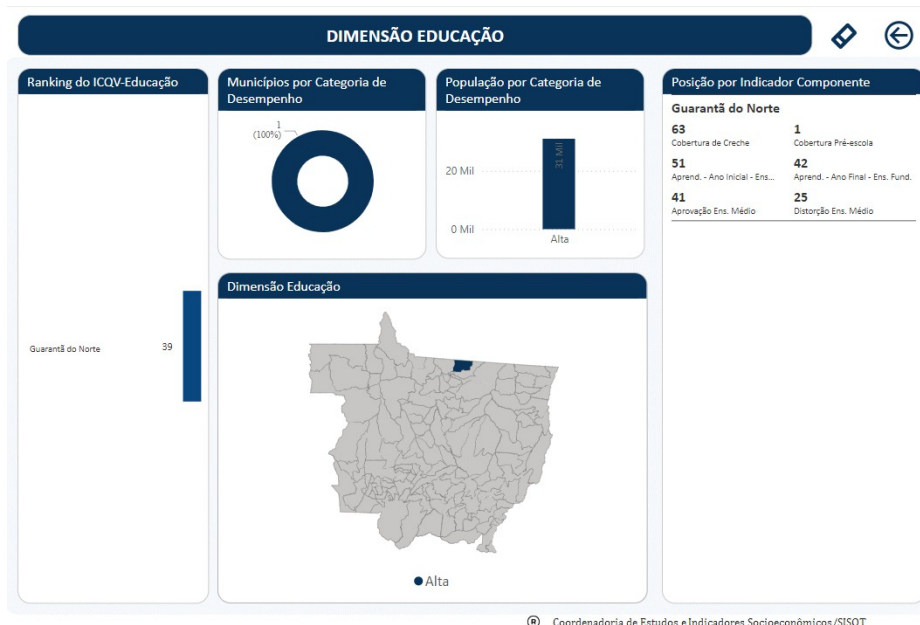 DIMENSÃO EDUCAÇÃO
Ranking do ICQV-Educação
Guarantã do Norte 39
Municípios por Categoria de
Desempenho
1
(100%)
População por Categoria de
Desempenho
20 Mil
0 Mil
31 Mil
Alta
Dimensão Educação
Alta
Posição por Indicador Componente
Guarantã do Norte
63 1
Cobertura de Creche Cobertura Pré-escola
51 42
Aprend. - Ano Inicial - Ens... Aprend. - Ano Final - Ens. Fund.
41 25
Aprovação Ens. Médio Distorção Ens. Médio
® Coordenadoria de Estudos e Indicadores Socioeconômicos/SISOT